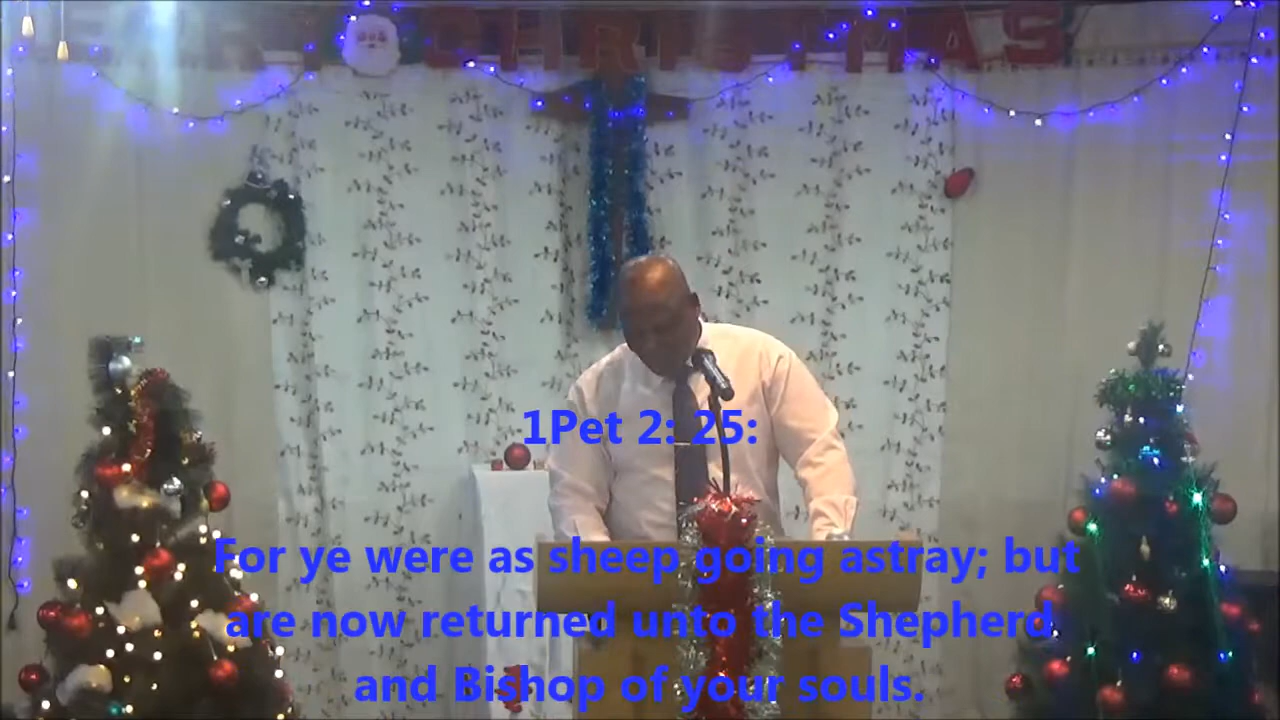 CHRISTMAS
1Pet 2: 25:
For ye were as sheep going astray; but
are now returned unto the Shepherd
and Bishop of your souls.